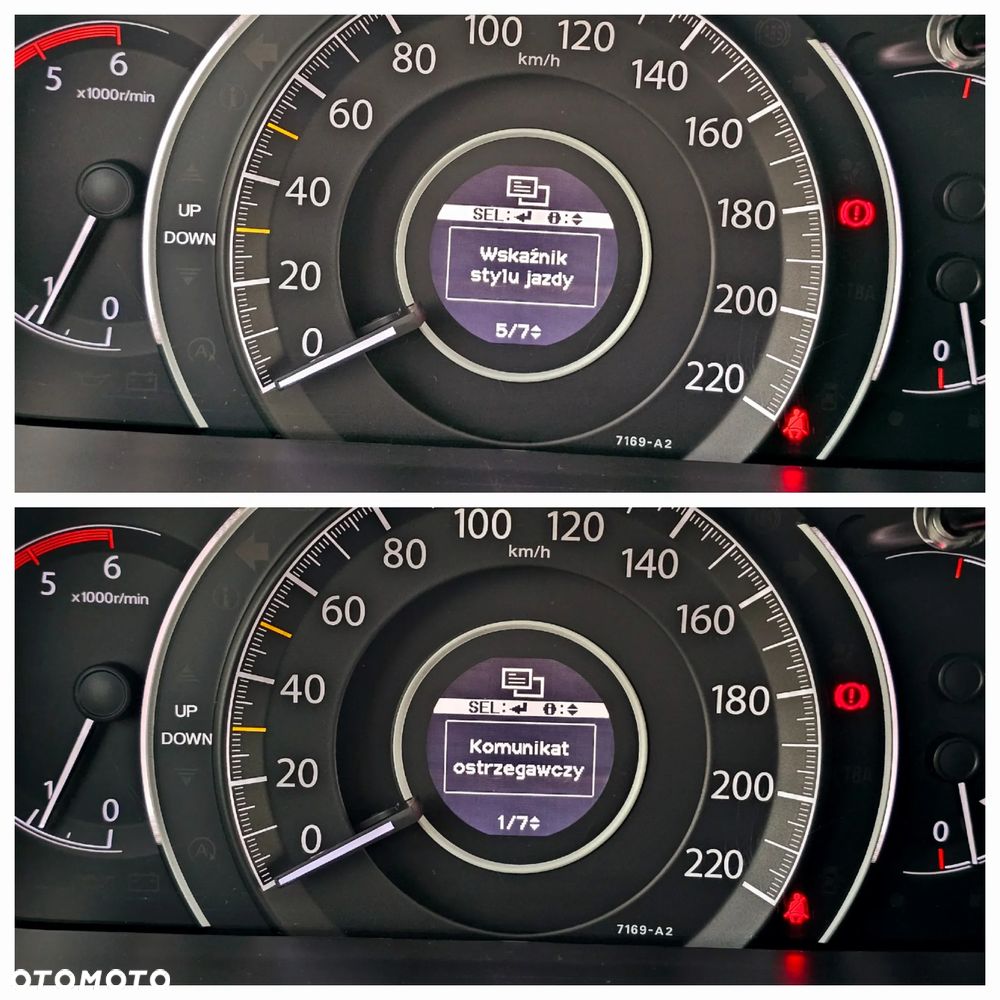 100 120
80 km/h 140
6
5 x1000r/min
60 160
40
UP
DOWN
SEL: i:
180
Wskaźnik
stylu jazdy
20 200
1 0
5/7
0 220
0
7169-A2
100 120
80 km/h 140
6
5 x1000r/min
60 160
40
UP
DOWN
SEL: i:
180
Komunikat
ostrzegawczy
20 200
1 0
1/7
0 220
0
7169-A2
OTOMOTO